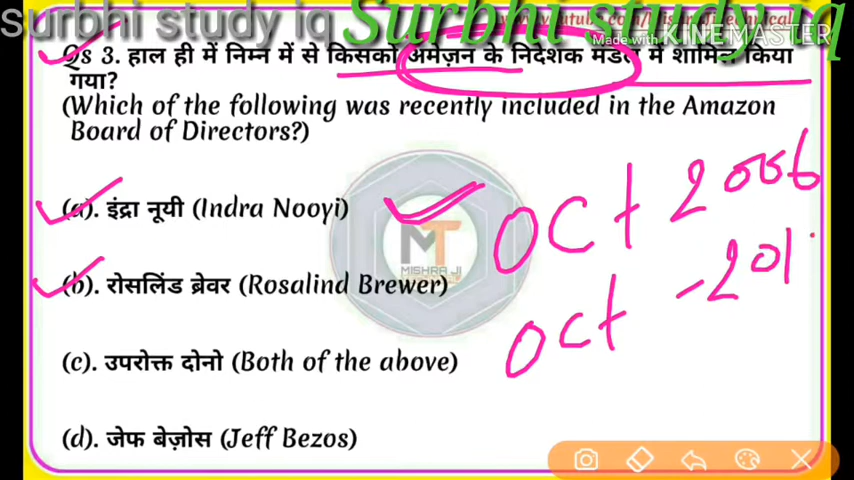 Surbhi study iq Surbhi study iq
Made with KINEMASTER
Qs 3. हाल ही में निम्न में से किसको अमेज़न के निदेशक मंडल में शामिल किया
गया?
(Which of the following was recently included in the Amazon
Board of Directors?)
(a). इंद्रा नूयी (Indra Nooyi)
oct 2006
(b). रोसलिंड ब्रेवर (Rosalind Brewer)
oct - 201
MT
MISHRA JI
(c). उपरोक्त दोनो (Both of the above)
(d). जेफ बेज़ोस (Jeff Bezos)